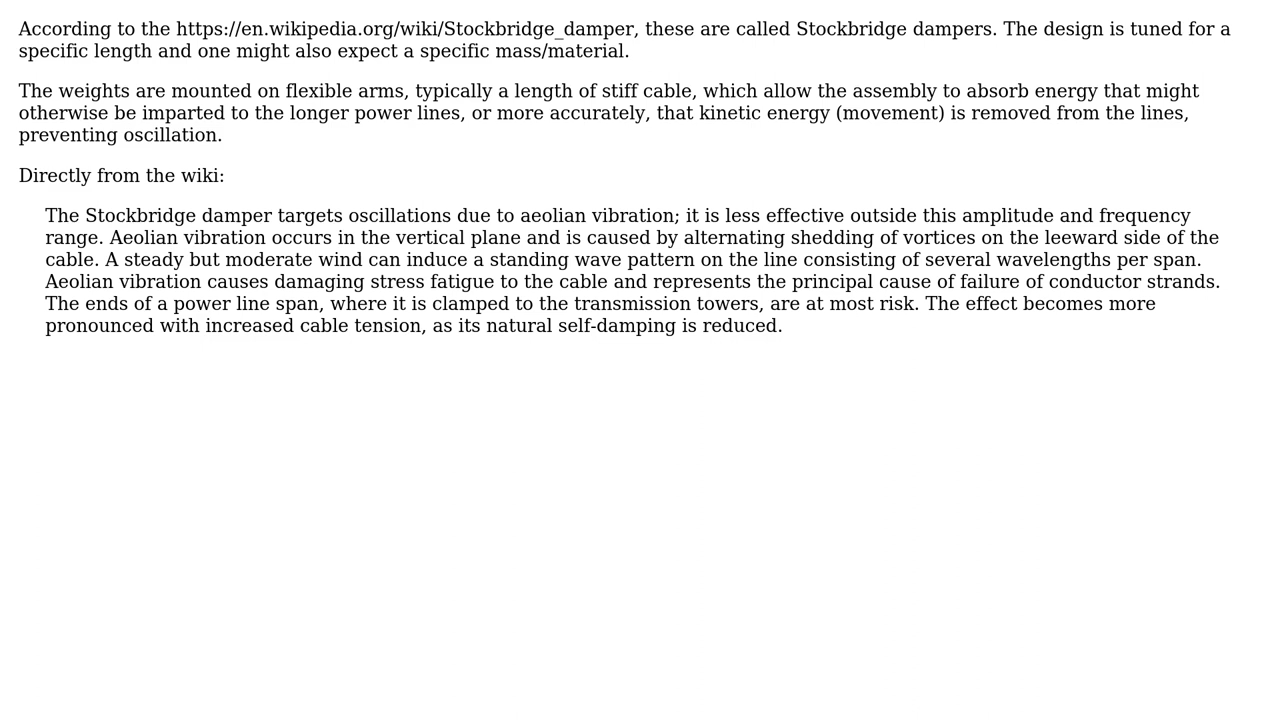 According to the https://en.wikipedia.org/wiki/Stockbridge_damper, these are called Stockbridge dampers. The design is tuned for a
specific length and one might also expect a specific mass/material.
The weights are mounted on flexible arms, typically a length of stiff cable, which allow the assembly to absorb energy that might
otherwise be imparted to the longer power lines, or more accurately, that kinetic energy (movement) is removed from the lines,
preventing oscillation.
Directly from the wiki:
The Stockbridge damper targets oscillations due to aeolian vibration; it is less effective outside this amplitude and frequency
range. Aeolian vibration occurs in the vertical plane and is caused by alternating shedding of vortices on the leeward side of the
cable. A steady but moderate wind can induce a standing wave pattern on the line consisting of several wavelengths per span.
Aeolian vibration causes damaging stress fatigue to the cable and represents the principal cause of failure of conductor strands.
The ends of a power line span, where it is clamped to the transmission towers, are at most risk. The effect becomes more
pronounced with increased cable tension, as its natural self-damping is reduced.